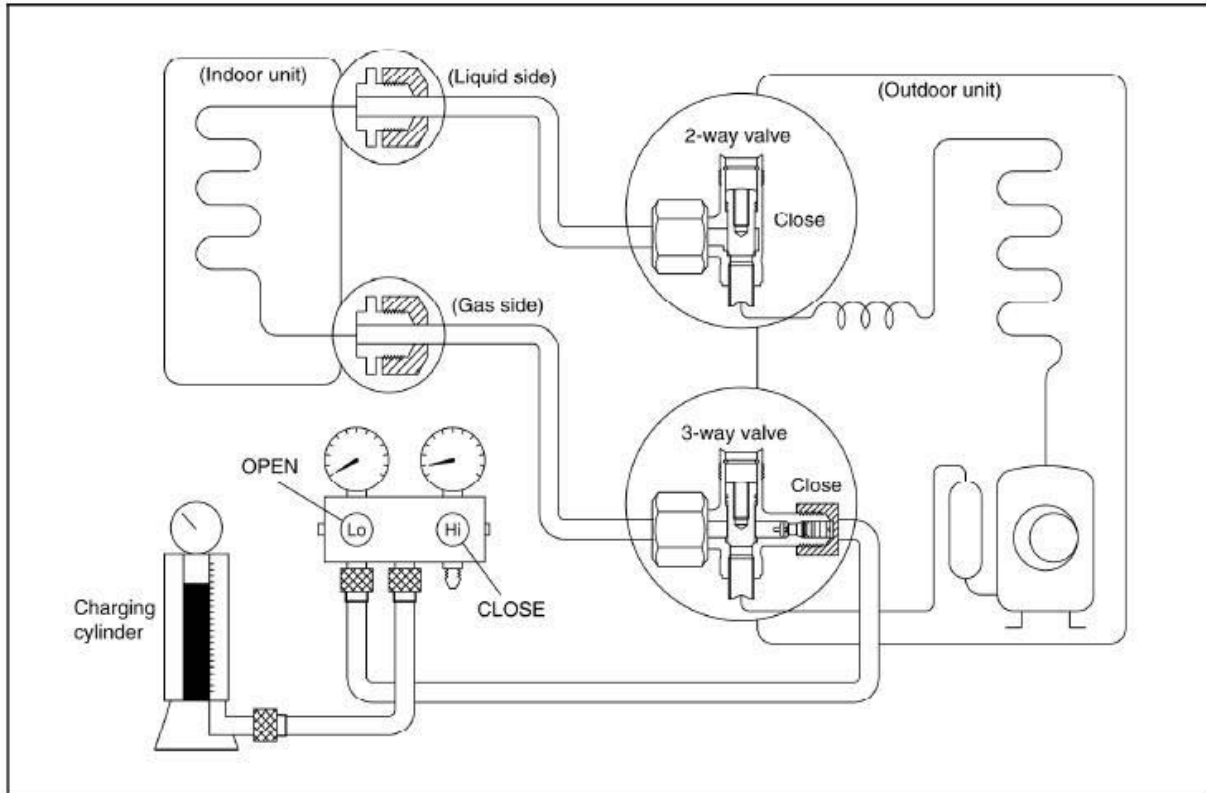 (Indoor unit)
(Liquid side)
(Outdoor unit)
2-way valve
Close
(Gas side)
3-way valve
Close
OPEN
Lo
Hi
CLOSE
Charging
cylinder